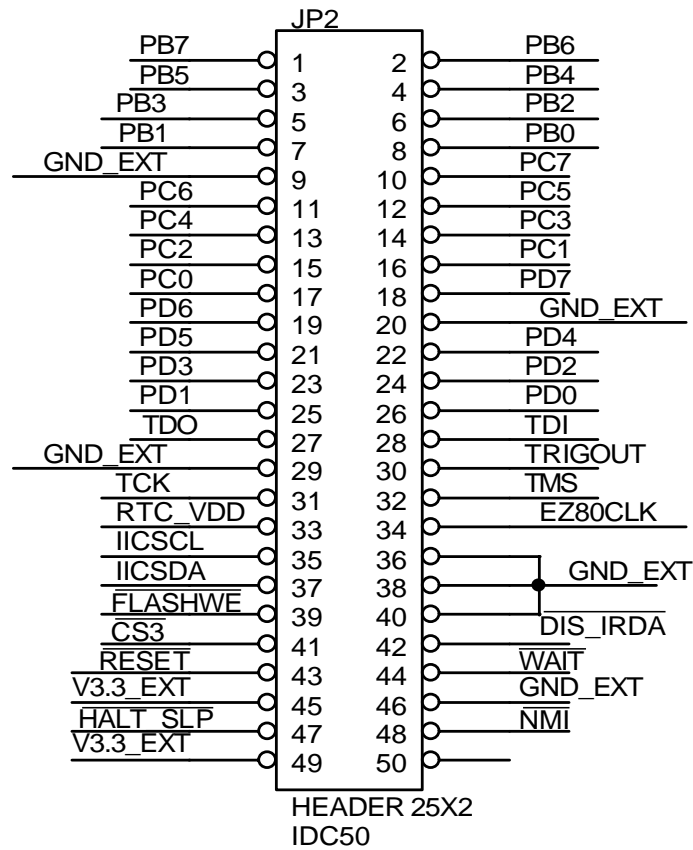 JP2
PB7 1 2 PB6
PB5 3 4 PB4
PB3 5 6 PB2
PB1 7 8 PB0
GND_EXT 9 10 PC7
PC6 11 12 PC5
PC4 13 14 PC3
PC2 15 16 PC1
PC0 17 18 PD7
PD6 19 20 GND_EXT
PD5 21 22 PD4
PD3 23 24 PD2
PD1 25 26 PD0
TDO 27 28 TDI
GND_EXT 29 30 TRIGOUT
TCK 31 32 TMS
RTC_VDD 33 34 EZ80CLK
IICSCL 35 36
IICSDA 37 38 GND_EXT
FLASHWE 39 40
CS3 41 42 DIS_IRDA
RESET 43 44 WAIT
V3.3_EXT 45 46 GND_EXT
HALT_SLP 47 48 NMI
V3.3_EXT 49 50
HEADER 25X2
IDC50